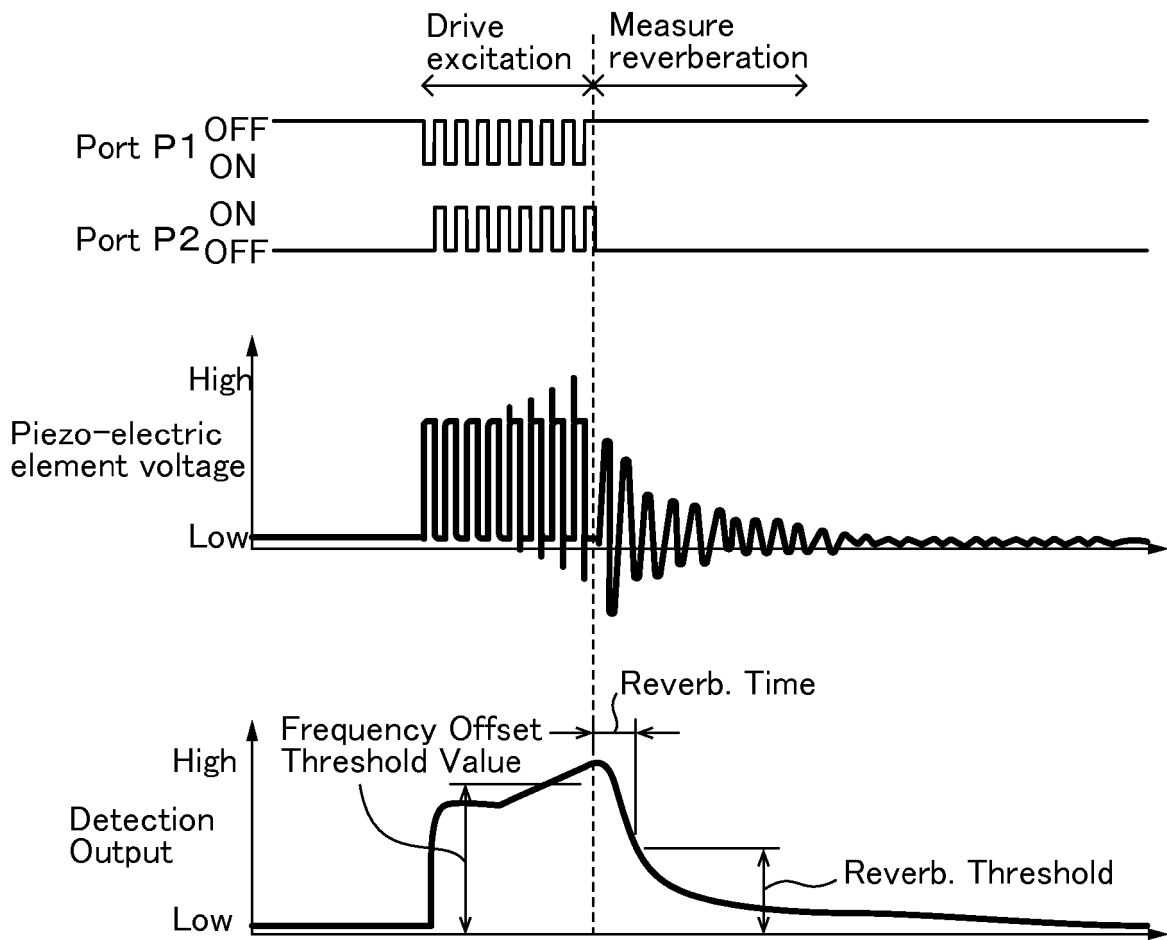 Drive
excitation
Measure
reverberation
Port P1
OFF
ON
Port P2
ON
OFF
High
Piezo-electric
element voltage
Low
Reverb. Time
Frequency Offset
Threshold Value
High
Detection
Output
Reverb. Threshold
Low